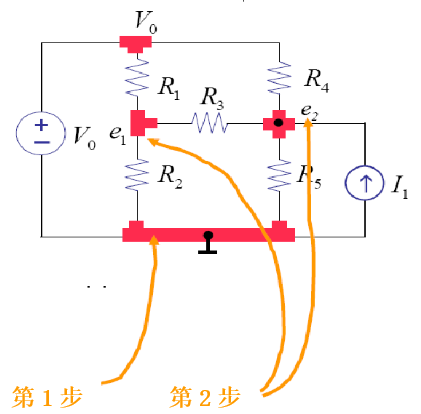 V₀
R₁
R₄
R₃
e₂
+
−
V₀
e₁
R₂
R₅
I₁
. .
第 1 步
第 2 步